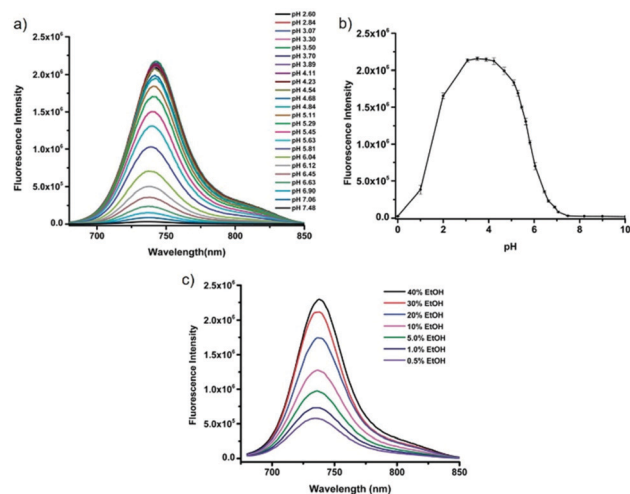 a)
Fluorescence Intensity
2.5x10⁶
2.0x10⁶
1.5x10⁶
1.0x10⁶
5.0x10⁵
0.0
700
750
800
850
Wavelength(nm)
pH 2.60
pH 2.84
pH 3.07
pH 3.30
pH 3.50
pH 3.70
pH 3.89
pH 4.11
pH 4.23
pH 4.54
pH 4.68
pH 4.84
pH 5.11
pH 5.29
pH 5.45
pH 5.63
pH 5.81
pH 6.04
pH 6.12
pH 6.45
pH 6.63
pH 6.90
pH 7.06
pH 7.48
b)
Fluorescence Intensity
2.5x10⁶
2.0x10⁶
1.5x10⁶
1.0x10⁶
5.0x10⁵
0.0
0
2
4
6
8
10
pH
c)
Fluorescence Intensity
2.5x10⁶
2.0x10⁶
1.5x10⁶
1.0x10⁶
5.0x10⁵
0.0
700
750
800
850
Wavelength (nm)
40% EtOH
30% EtOH
20% EtOH
10% EtOH
5.0% EtOH
1.0% EtOH
0.5% EtOH